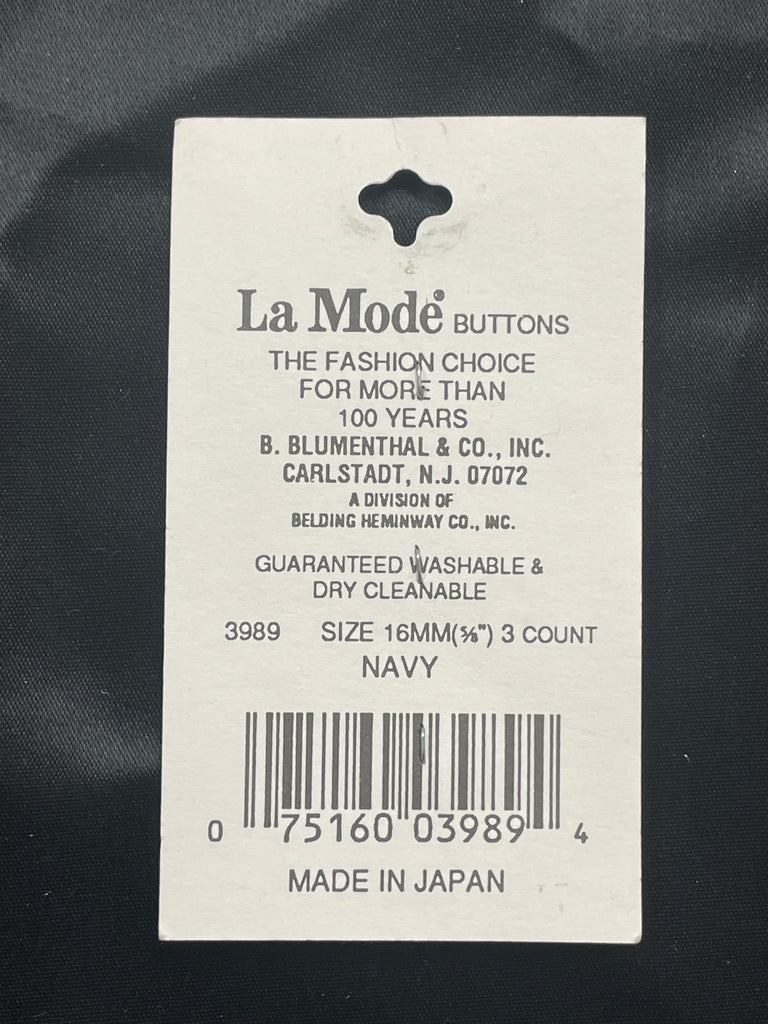 La Mode® BUTTONS
THE FASHION CHOICE
FOR MORE THAN
100 YEARS
B. BLUMENTHAL & CO., INC.
CARLSTADT, N.J. 07072
A DIVISION OF
BELDING HEMINWAY CO., INC.
GUARANTEED WASHABLE &
DRY CLEANABLE
3989 SIZE 16MM(5/8") 3 COUNT
NAVY
0 75160 03989 4
MADE IN JAPAN